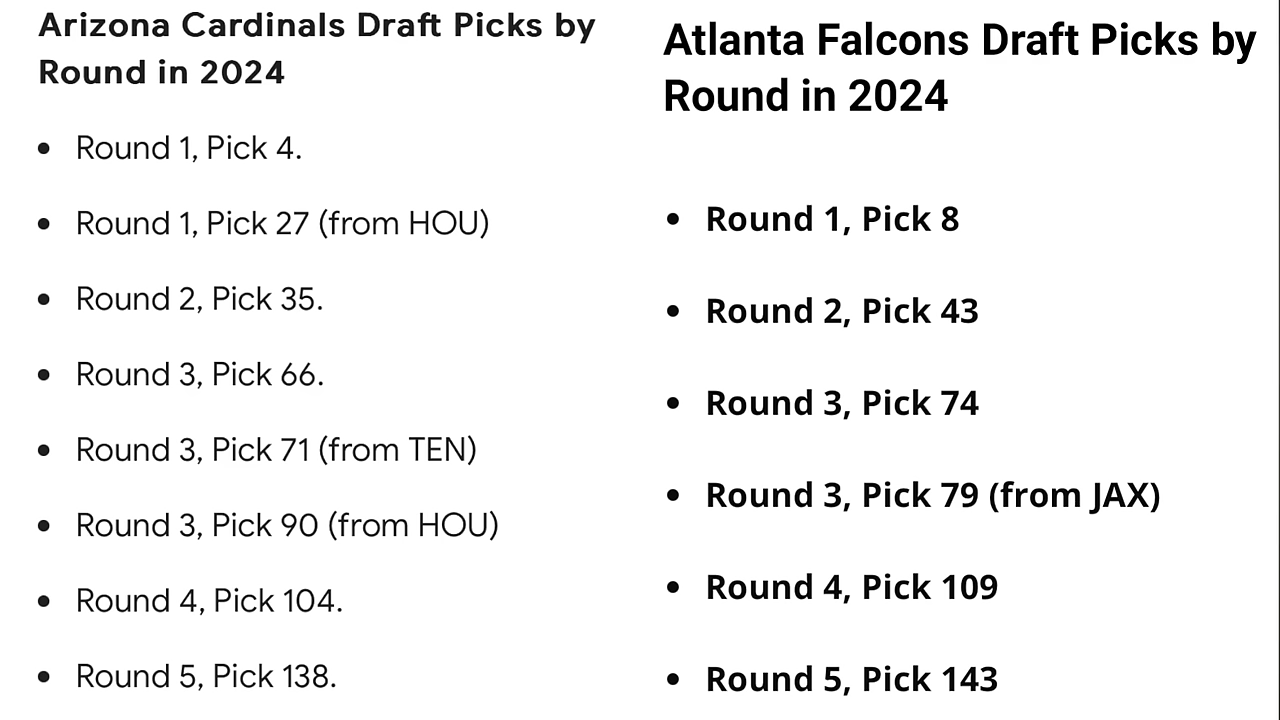 Arizona Cardinals Draft Picks by
Round in 2024
• Round 1, Pick 4.
• Round 1, Pick 27 (from HOU)
• Round 2, Pick 35.
• Round 3, Pick 66.
• Round 3, Pick 71 (from TEN)
• Round 3, Pick 90 (from HOU)
• Round 4, Pick 104.
• Round 5, Pick 138.
Atlanta Falcons Draft Picks by
Round in 2024
• Round 1, Pick 8
• Round 2, Pick 43
• Round 3, Pick 74
• Round 3, Pick 79 (from JAX)
• Round 4, Pick 109
• Round 5, Pick 143